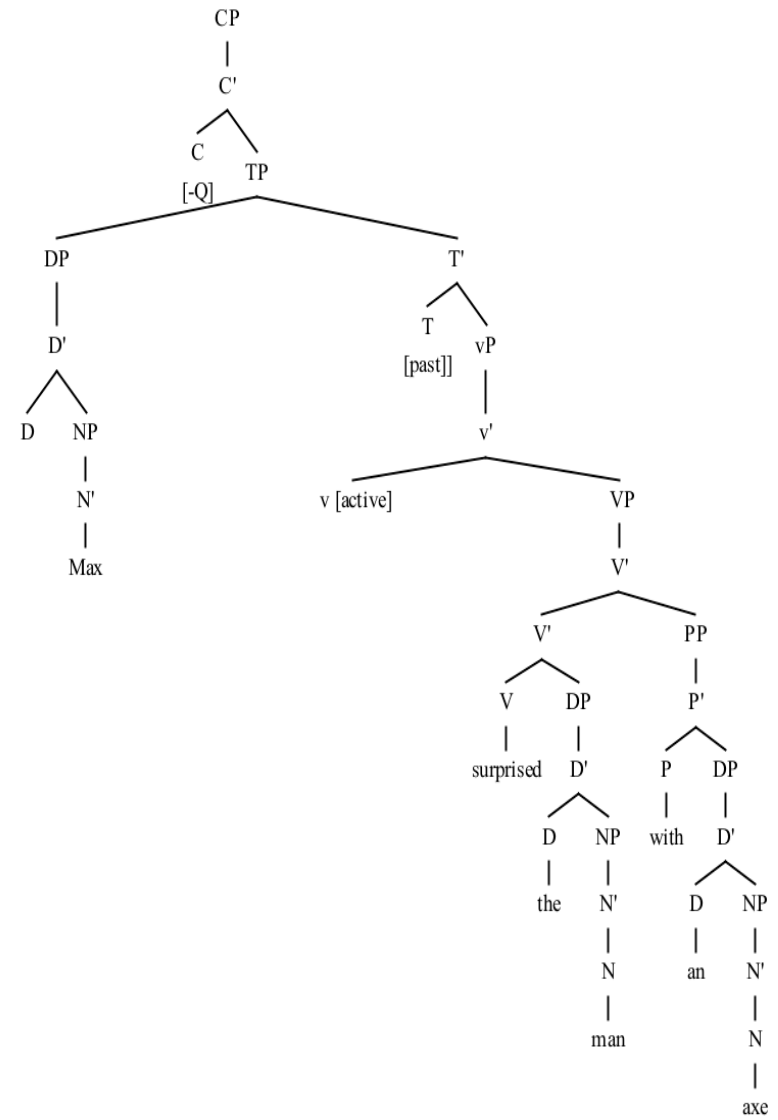 CP
C'
C
TP
[-Q]
DP T'
T
D' vP
[past]]
D NP v'
N' v [active] VP
Max V'
V' PP
V DP P'
surprised D' P DP
D NP with D'
the N' D NP
N an N'
man N
axe